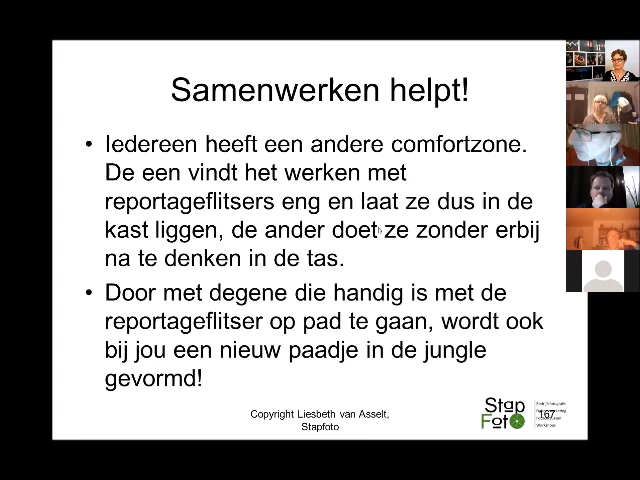 Samenwerken helpt!
• Iedereen heeft een andere comfortzone.
De een vindt het werken met
reportageflitsers eng en laat ze dus in de
kast liggen, de ander doet ze zonder erbij
na te denken in de tas.
• Door met degene die handig is met de
reportageflitser op pad te gaan, wordt ook
bij jou een nieuw paadje in de jungle
gevormd!
Copyright Liesbeth van Asselt,
Stapfoto
Stap
Foto
167
Workshops